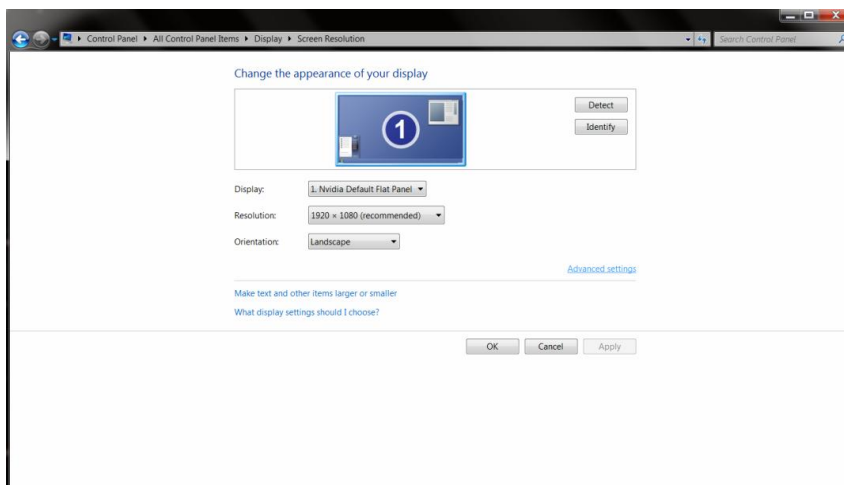 Control Panel ▸ All Control Panel Items ▸ Display ▸ Screen Resolution
Search Control Panel
Change the appearance of your display
1
Detect
Identify
Display: 1. Nvidia Default Flat Panel
Resolution: 1920 × 1080 (recommended)
Orientation: Landscape
Advanced settings
Make text and other items larger or smaller
What display settings should I choose?
OK Cancel Apply